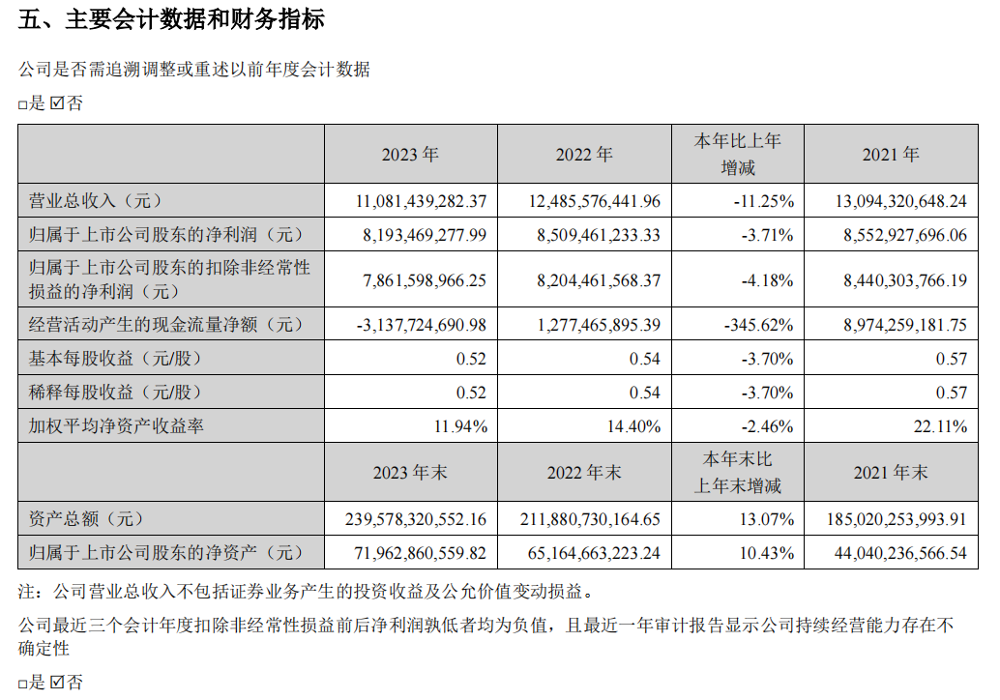 五、主要会计数据和财务指标
公司是否需追溯调整或重述以前年度会计数据
□是 ☑否
2023 年 2022 年 本年比上年增减 2021 年
营业总收入（元） 11,081,439,282.37 12,485,576,441.96 -11.25% 13,094,320,648.24
归属于上市公司股东的净利润（元） 8,193,469,277.99 8,509,461,233.33 -3.71% 8,552,927,696.06
归属于上市公司股东的扣除非经常性损益的净利润（元） 7,861,598,966.25 8,204,461,568.37 -4.18% 8,440,303,766.19
经营活动产生的现金流量净额（元） -3,137,724,690.98 1,277,465,895.39 -345.62% 8,974,259,181.75
基本每股收益（元/股） 0.52 0.54 -3.70% 0.57
稀释每股收益（元/股） 0.52 0.54 -3.70% 0.57
加权平均净资产收益率 11.94% 14.40% -2.46% 22.11%
2023 年末 2022 年末 本年末比上年末增减 2021 年末
资产总额（元） 239,578,320,552.16 211,880,730,164.65 13.07% 185,020,253,993.91
归属于上市公司股东的净资产（元） 71,962,860,559.82 65,164,663,223.24 10.43% 44,040,236,566.54
注：公司营业总收入不包括证券业务产生的投资收益及公允价值变动损益。
公司最近三个会计年度扣除非经常性损益前后净利润孰低者均为负值，且最近一年审计报告显示公司持续经营能力存在不
确定性
□是 ☑否